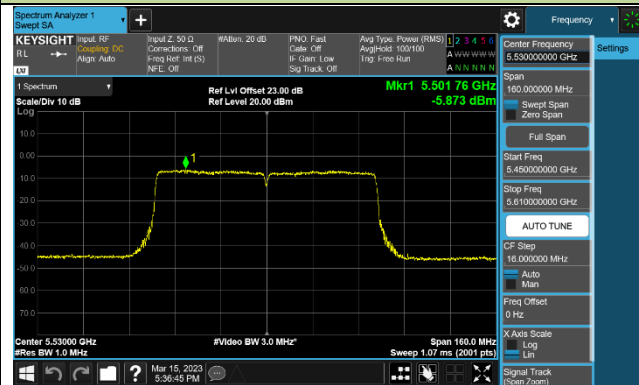 Spectrum Analyzer 1
Swept SA
+
Frequency
KEYSIGHT
RL
LXI
Input: RF
Coupling: DC
Align: Auto
Input Z: 50 Ω
Corrections: Off
Freq Ref: Int (S)
NFE: Off
#Atten: 20 dB
PNO: Fast
Gate: Off
IF Gain: Low
Sig Track: Off
Avg Type: Power (RMS)
Avg|Hold: 100/100
Trig: Free Run
1 2 3 4 5 6
A W W W W W
A N N N N N
Center Frequency
5.530000000 GHz
Settings
Span
160.000000 MHz
Swept Span
Zero Span
Full Span
Start Freq
5.450000000 GHz
Stop Freq
5.610000000 GHz
AUTO TUNE
CF Step
16.000000 MHz
Auto
Man
Freq Offset
0 Hz
X Axis Scale
Log
Lin
Signal Track
(Span Zoom)
1 Spectrum
Scale/Div 10 dB
Log
Ref Lvl Offset 23.00 dB
Ref Level 20.00 dBm
Mkr1 5.501 76 GHz
-5.873 dBm
10.0
0.00
-10.0
-20.0
-30.0
-40.0
-50.0
-60.0
-70.0
1
Center 5.53000 GHz
#Res BW 1.0 MHz
#Video BW 3.0 MHz*
Span 160.0 MHz
Sweep 1.07 ms (2001 pts)
?
Mar 15, 2023
5:36:45 PM